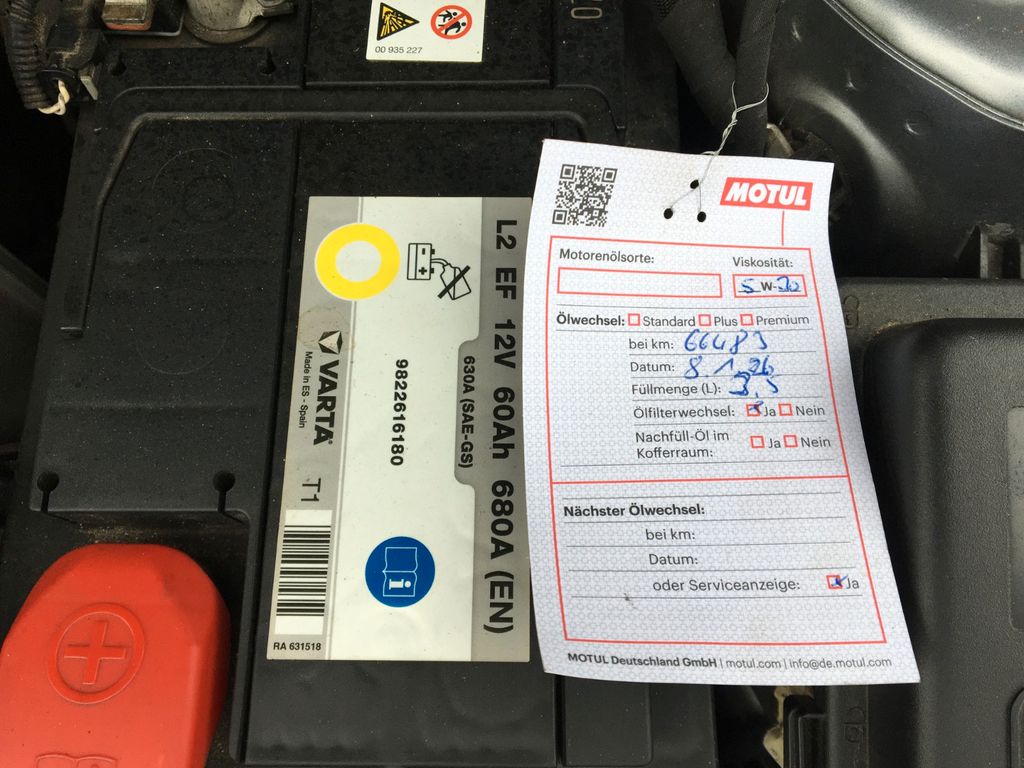 00 935 227
L2 EF 12V 60Ah 680A (EN)
630A (SAE-GS)
9822616180
VARTA
Made in ES - Spain
T1
RA 631518
MOTUL
Motorenölsorte:
Viskosität:
5 W-30
Ölwechsel: Standard Plus Premium
bei km: 66489
Datum: 8.1.26
Füllmenge (L): 3,5
Ölfilterwechsel: x Ja Nein
Nachfüll-Öl im Kofferraum: Ja Nein
Nächster Ölwechsel:
bei km:
Datum:
oder Serviceanzeige: x Ja
MOTUL Deutschland GmbH | motul.com | info@de.motul.com